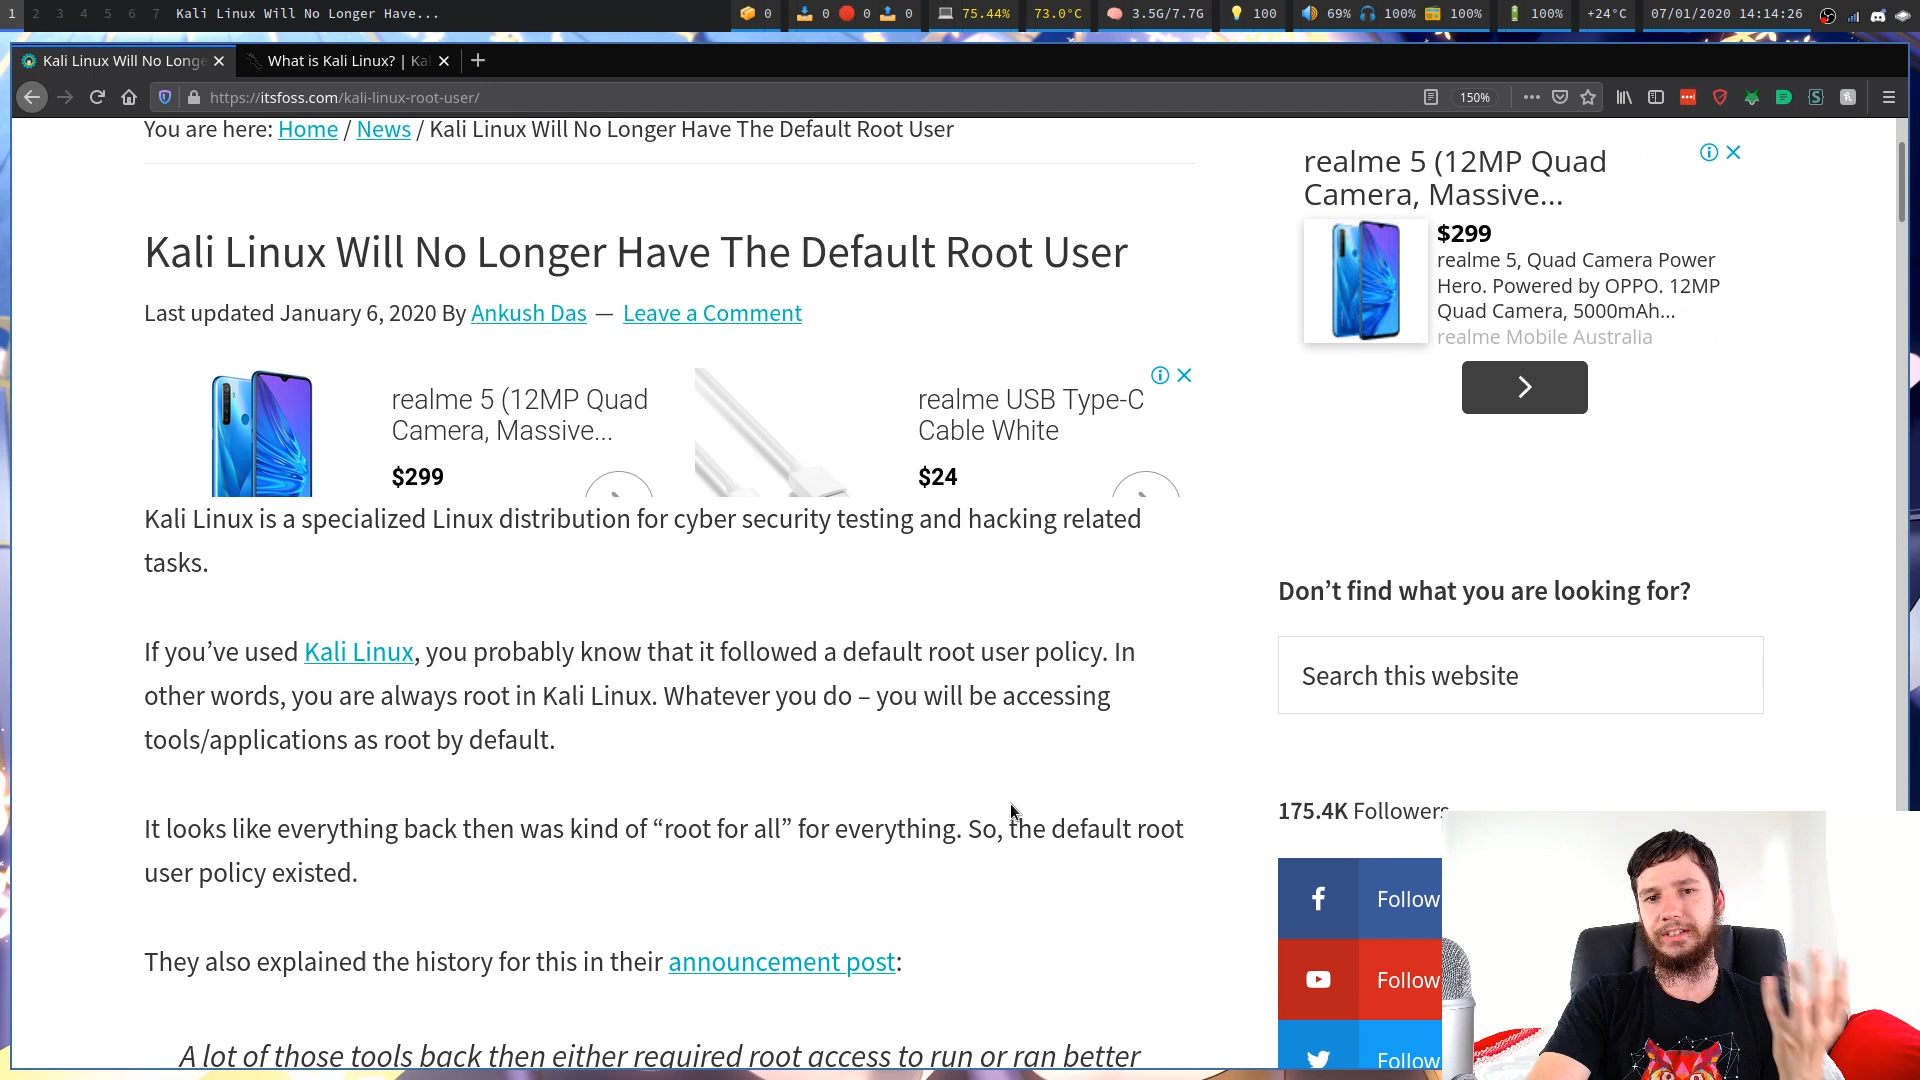 1 2 3 4 5 6 7 Kali Linux Will No Longer Have... 0 0 0 0 75.44% 73.0°C 3.5G/7.7G 100 69% 100% 100% 100% +24°C 07/01/2020 14:14:26
Kali Linux Will No Longe What is Kali Linux? | Kal
https://itsfoss.com/kali-linux-root-user/ 150%
You are here: Home / News / Kali Linux Will No Longer Have The Default Root User
Kali Linux Will No Longer Have The Default Root User
Last updated January 6, 2020 By Ankush Das — Leave a Comment
realme 5 (12MP Quad
Camera, Massive...
$299
realme USB Type-C
Cable White
$24
Kali Linux is a specialized Linux distribution for cyber security testing and hacking related
tasks.
If you’ve used Kali Linux, you probably know that it followed a default root user policy. In
other words, you are always root in Kali Linux. Whatever you do – you will be accessing
tools/applications as root by default.
It looks like everything back then was kind of “root for all” for everything. So, the default root
user policy existed.
They also explained the history for this in their announcement post:
A lot of those tools back then either required root access to run or ran better
realme 5 (12MP Quad
Camera, Massive...
$299
realme 5, Quad Camera Power
Hero. Powered by OPPO. 12MP
Quad Camera, 5000mAh...
realme Mobile Australia
Don’t find what you are looking for?
Search this website
175.4K Followers
Follow
Follow
Follow